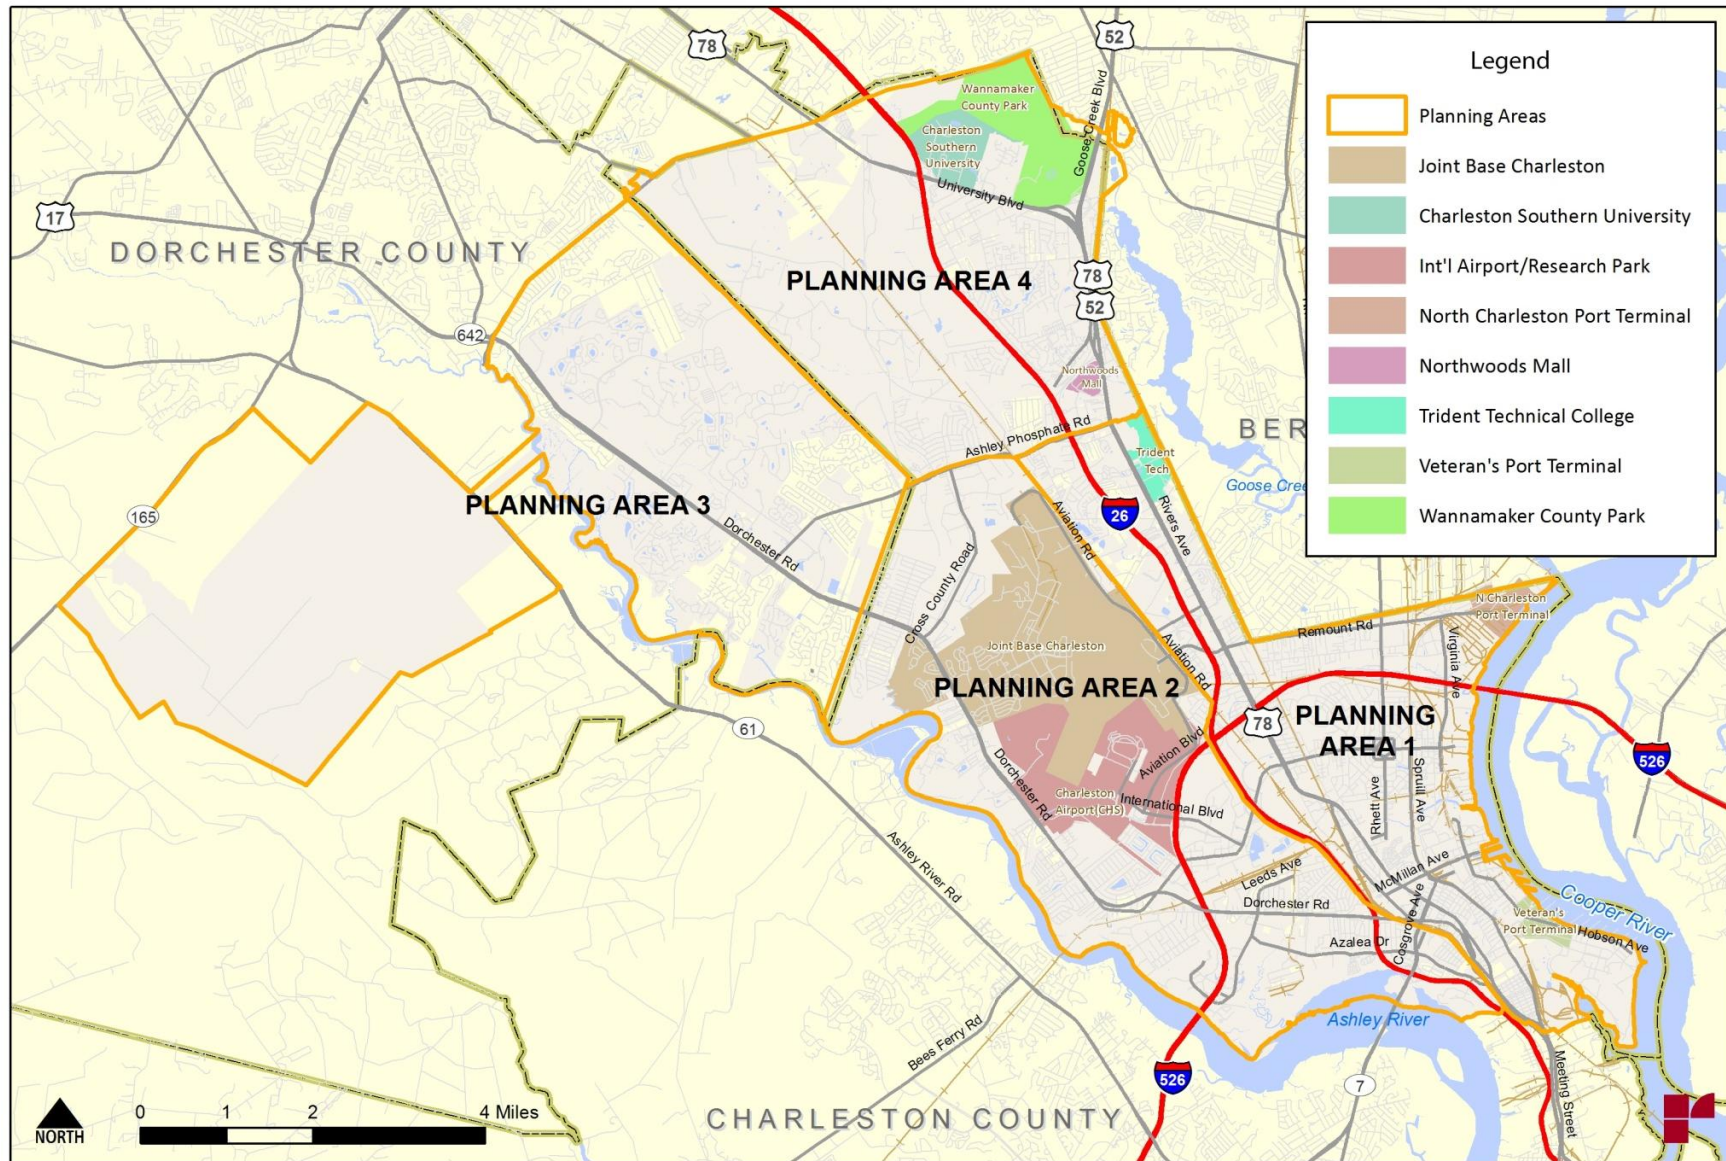 Legend
Planning Areas
Joint Base Charleston
Charleston Southern University
Int'l Airport/Research Park
North Charleston Port Terminal
Northwoods Mall
Trident Technical College
Veteran's Port Terminal
Wannamaker County Park
78
52
17
Wannamaker
County Park
Charleston
Southern
University
Goose Creek Blvd
University Blvd
DORCHESTER COUNTY
PLANNING AREA 4
78
52
642
Northwoods
Mall
Ashley Phosphate Rd
BER
Trident
Tech
Goose Cree
165
PLANNING AREA 3
Dorchester Rd
Aviation Rd
26
Rivers Ave
Cross County Road
N Charleston
Port Terminal
Remount Rd
Virginia Ave
Joint Base Charleston
Aviation Rd
PLANNING AREA 2
61
78
PLANNING
AREA 1
526
Aviation Blvd
Dorchester Rd
Charleston
Airport(CHS)
International Blvd
Rhett Ave
Spruill Ave
Ashley River Rd
Leeds Ave
McMillan Ave
Dorchester Rd
Cosgrove Ave
Azalea Dr
Veteran's
Port Terminal
Cooper River
Hobson Ave
Ashley River
Bees Ferry Rd
526
7
Meeting Street
CHARLESTON COUNTY
NORTH
0 1 2 4 Miles